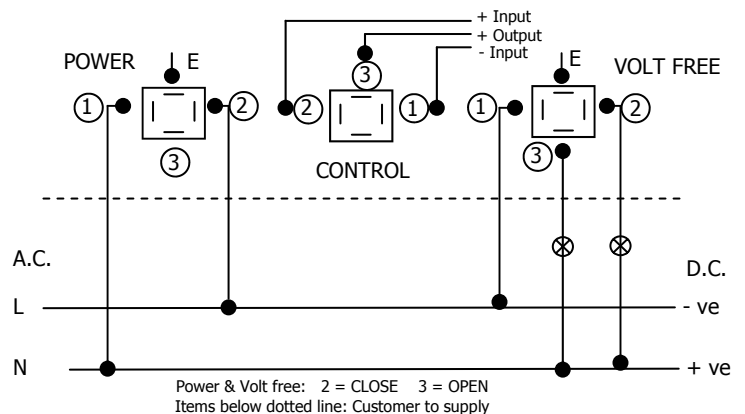 + Input
+ Output
- Input
POWER
E
1
2
3
2
3
1
CONTROL
E
VOLT FREE
1
2
3
A.C.
D.C.
L
- ve
N
+ ve
Power & Volt free: 2 = CLOSE 3 = OPEN
Items below dotted line: Customer to supply